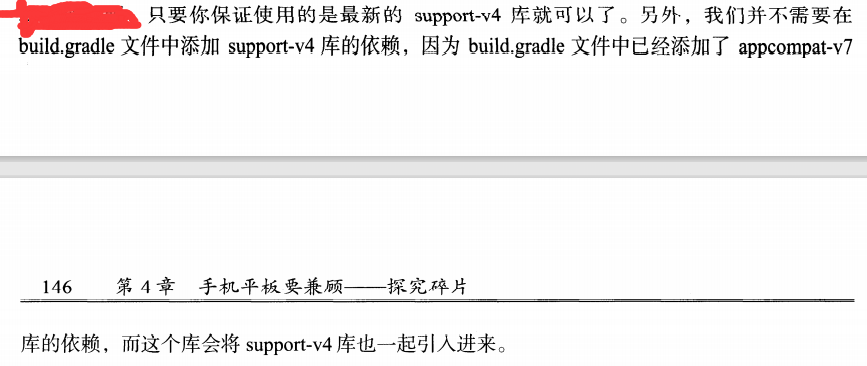 只要你保证使用的是最新的 support-v4 库就可以了。另外，我们并不需要在
build.gradle 文件中添加 support-v4 库的依赖，因为 build.gradle 文件中已经添加了 appcompat-v7
146 第 4 章 手机平板要兼顾——探究碎片
库的依赖，而这个库会将 support-v4 库也一起引入进来。